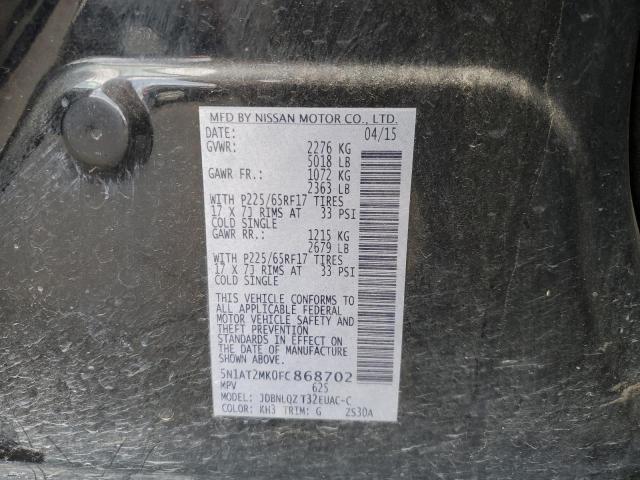 MFD BY NISSAN MOTOR CO., LTD.
DATE: 04/15
GVWR: 2276 KG
5018 LB
GAWR FR.: 1072 KG
2363 LB
WITH P225/65RF17 TIRES
17 X 7J RIMS AT 33 PSI
COLD SINGLE
GAWR RR.: 1215 KG
2679 LB
WITH P225/65RF17 TIRES
17 X 7J RIMS AT 33 PSI
COLD SINGLE
THIS VEHICLE CONFORMS TO
ALL APPLICABLE FEDERAL
MOTOR VEHICLE SAFETY AND
THEFT PREVENTION
STANDARDS IN EFFECT ON
THE DATE OF MANUFACTURE
SHOWN ABOVE.
5N1AT2MK0FC868702
MPV 625
MODEL: JDBNLQZ T32EUAC-C
COLOR: KH3 TRIM: G ZS30A